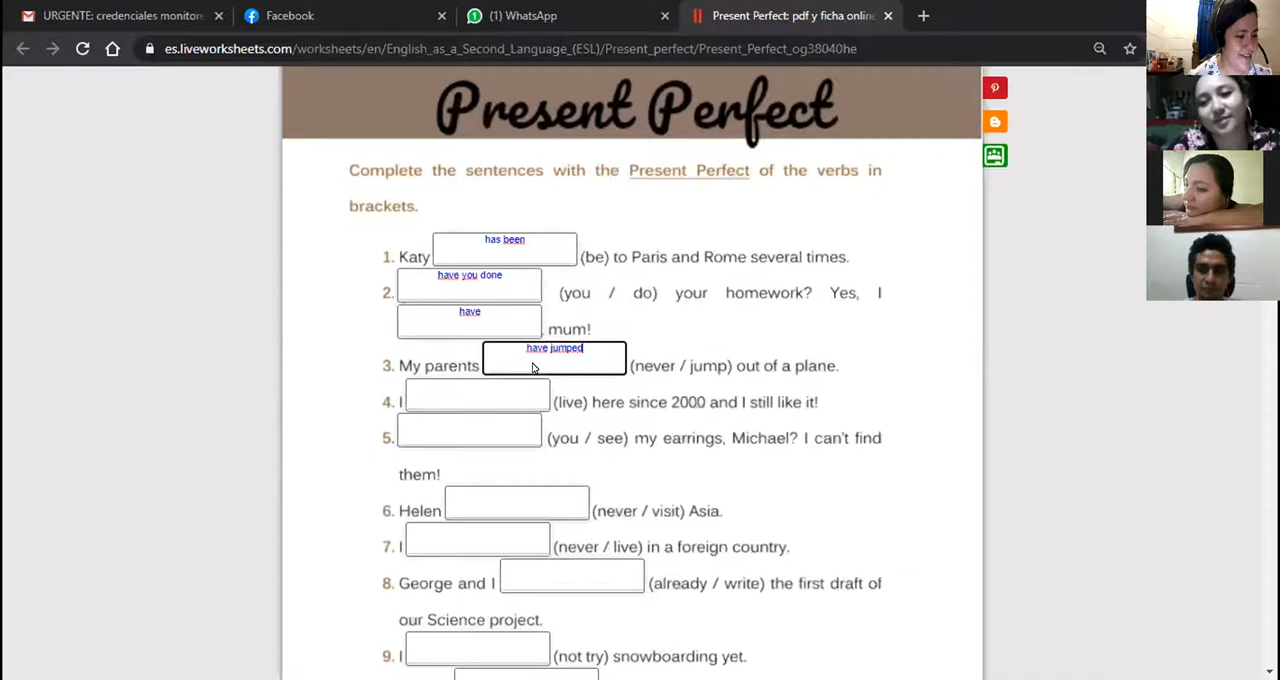 URGENTE: credenciales monitore
Facebook
(1) WhatsApp
Present Perfect: pdf y ficha online
es.liveworksheets.com/worksheets/en/English_as_a_Second_Language_(ESL)/Present_perfect/Present_Perfect_og38040he
Present Perfect
Complete the sentences with the Present Perfect of the verbs in
brackets.
1. Katy has been (be) to Paris and Rome several times.
2. have you done (you / do) your homework? Yes, I
have , mum!
3. My parents have jumped (never / jump) out of a plane.
4. I (live) here since 2000 and I still like it!
5. (you / see) my earrings, Michael? I can't find
them!
6. Helen (never / visit) Asia.
7. I (never / live) in a foreign country.
8. George and I (already / write) the first draft of
our Science project.
9. I (not try) snowboarding yet.